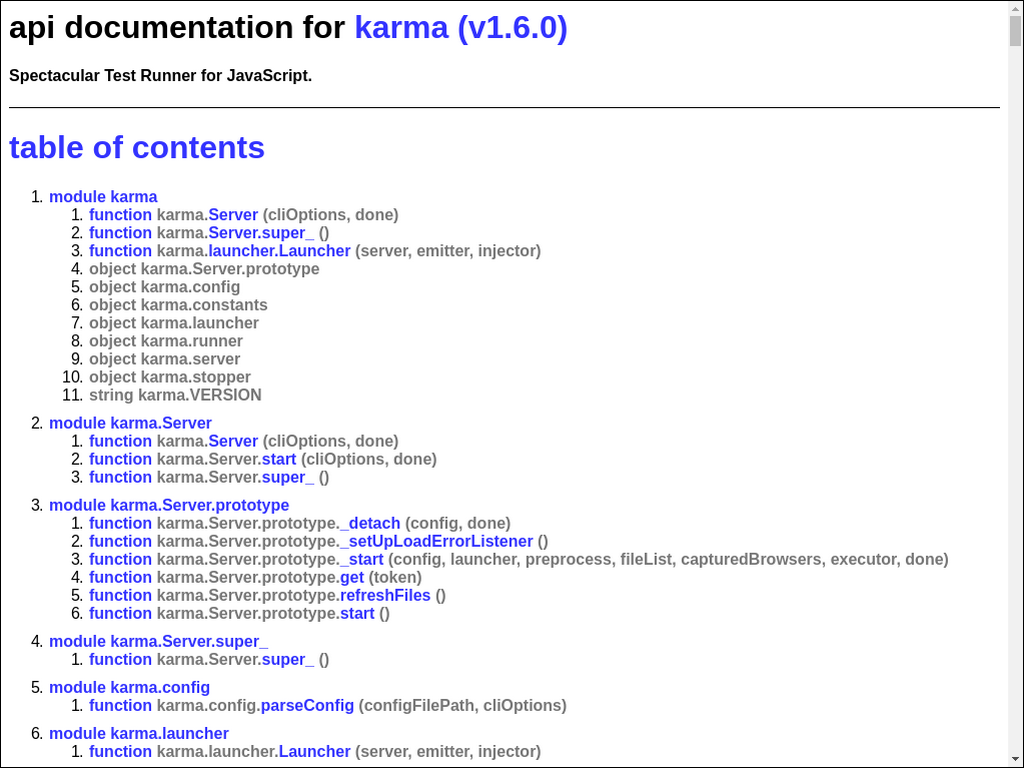 api documentation for karma (v1.6.0)
Spectacular Test Runner for JavaScript.
table of contents
1. module karma
1. function karma.Server (cliOptions, done)
2. function karma.Server.super_ ()
3. function karma.launcher.Launcher (server, emitter, injector)
4. object karma.Server.prototype
5. object karma.config
6. object karma.constants
7. object karma.launcher
8. object karma.runner
9. object karma.server
10. object karma.stopper
11. string karma.VERSION
2. module karma.Server
1. function karma.Server (cliOptions, done)
2. function karma.Server.start (cliOptions, done)
3. function karma.Server.super_ ()
3. module karma.Server.prototype
1. function karma.Server.prototype._detach (config, done)
2. function karma.Server.prototype._setUpLoadErrorListener ()
3. function karma.Server.prototype._start (config, launcher, preprocess, fileList, capturedBrowsers, executor, done)
4. function karma.Server.prototype.get (token)
5. function karma.Server.prototype.refreshFiles ()
6. function karma.Server.prototype.start ()
4. module karma.Server.super_
1. function karma.Server.super_ ()
5. module karma.config
1. function karma.config.parseConfig (configFilePath, cliOptions)
6. module karma.launcher
1. function karma.launcher.Launcher (server, emitter, injector)